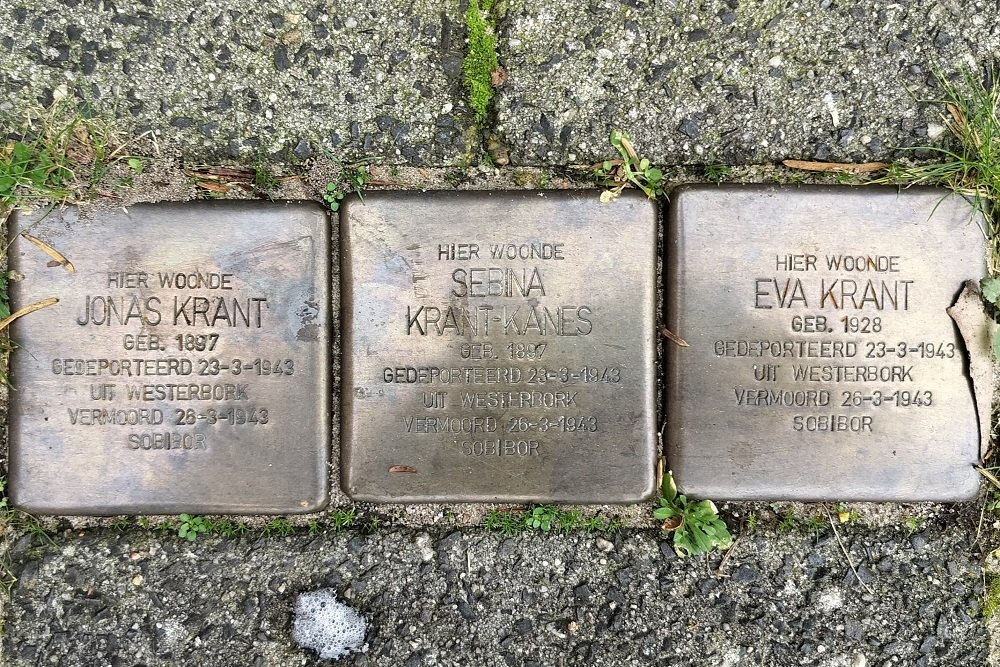 HIER WOONDE
JONAS KRANT
GEB. 1897
GEDEPORTEERD 23-3-1943
UIT WESTERBORK
VERMOORD 26-3-1943
SOBIBOR
HIER WOONDE
SEBINA
KRANT-KANES
GEB. 1897
GEDEPORTEERD 23-3-1943
UIT WESTERBORK
VERMOORD 26-3-1943
SOBIBOR
HIER WOONDE
EVA KRANT
GEB. 1928
GEDEPORTEERD 23-3-1943
UIT WESTERBORK
VERMOORD 26-3-1943
SOBIBOR